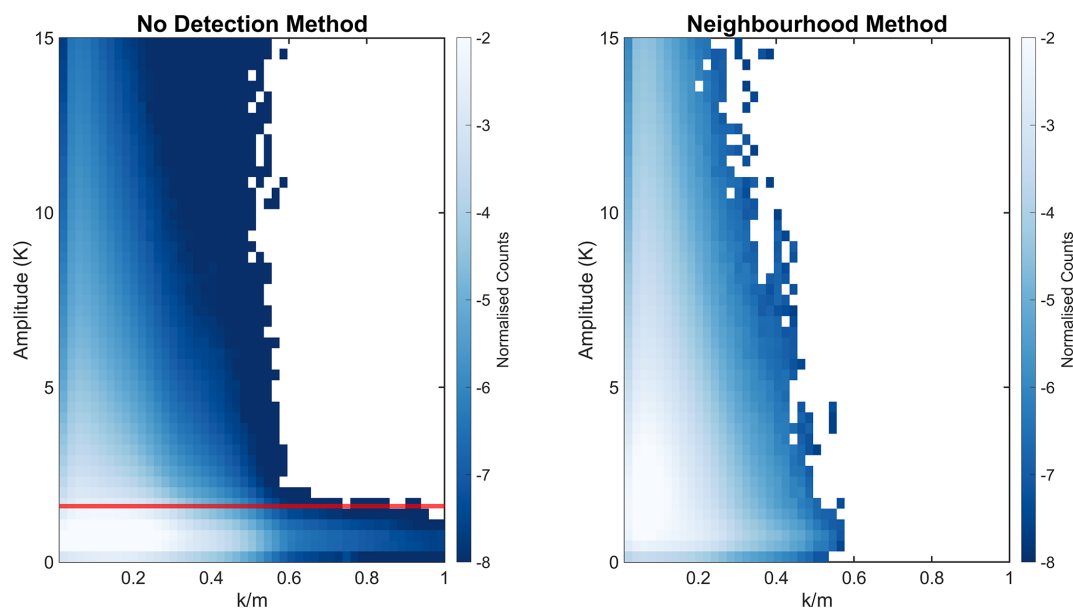 No Detection Method
15
10
5
0
Amplitude (K)
0.2 0.4 0.6 0.8 1
k/m
-2
-3
-4
-5
-6
-7
-8
Normalised Counts
Neighbourhood Method
15
10
5
0
Amplitude (K)
0.2 0.4 0.6 0.8 1
k/m
-2
-3
-4
-5
-6
-7
-8
Normalised Counts